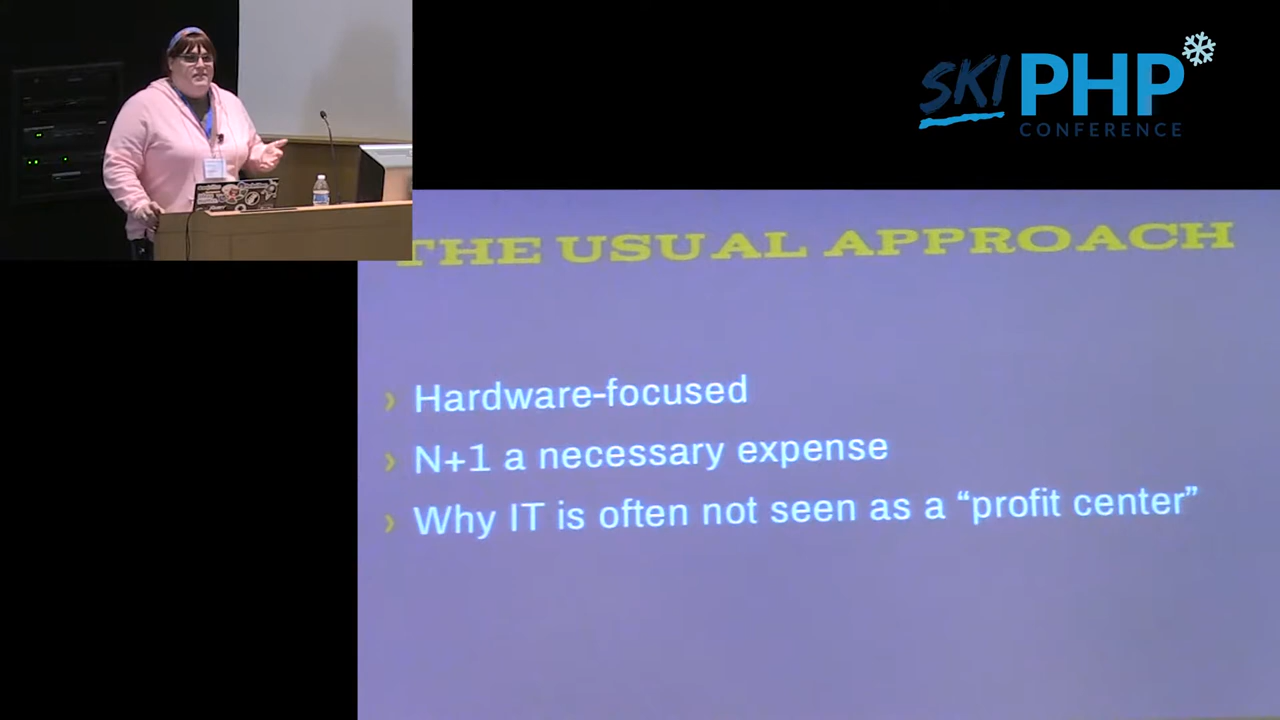 SKI PHP
CONFERENCE
THE USUAL APPROACH
› Hardware-focused
› N+1 a necessary expense
› Why IT is often not seen as a “profit center”